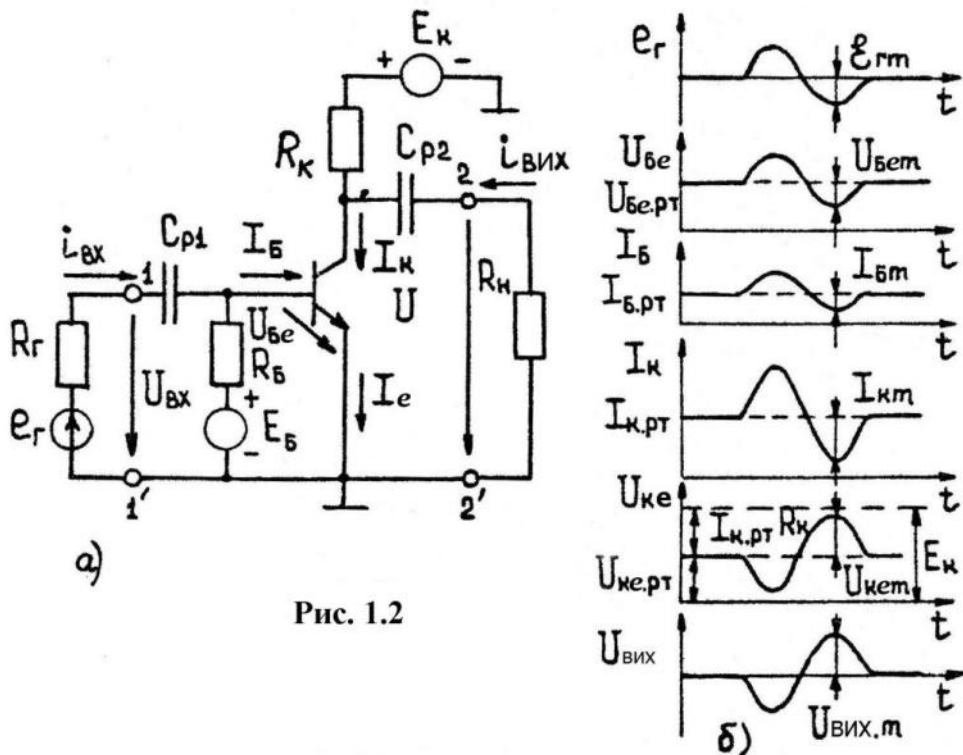 Eк
+ -
Rк
Cр2
iвих
2
iвх
Cр1
1
IБ
Iк
U
Rн
Rг
Uвх
Uбе
RБ
+
EБ
-
Iе
eг
1'
2'
а)
Рис. 1.2
eг
Ɛгm
t
Uбе
Uбеm
Uбе.рт
t
IБ
IБm
IБ.рт
t
Iк
Iкm
Iк.рт
t
Uке
Iк.рт Rк
Eк
Uке.рт
Uкеm
t
Uвих
t
Uвих.m
б)